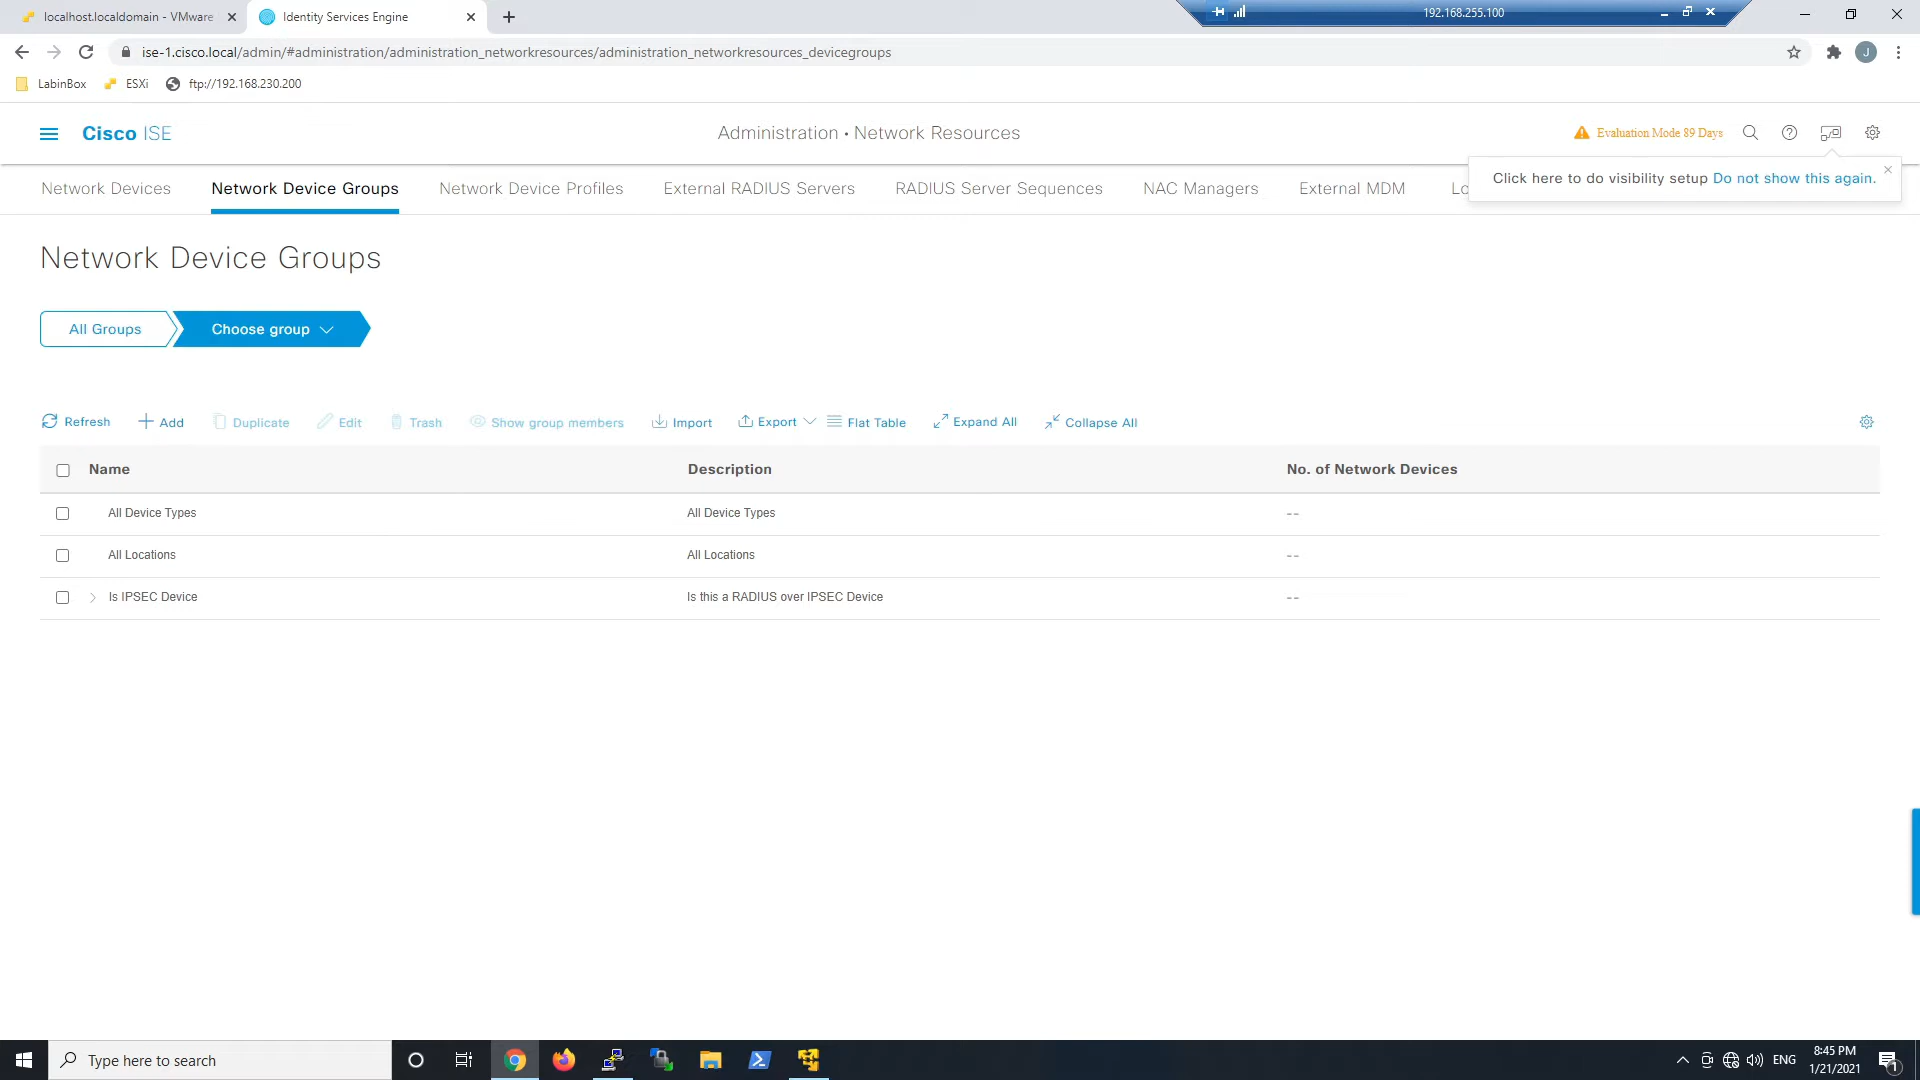 localhost.localdomain - VMware
Identity Services Engine
192.168.255.100
ise-1.cisco.local/admin/#administration/administration_networkresources/administration_networkresources_devicegroups
J
LabinBox
ESXi
ftp://192.168.230.200
Cisco ISE
Administration • Network Resources
Evaluation Mode 89 Days
Click here to do visibility setup Do not show this again.
Network Devices
Network Device Groups
Network Device Profiles
External RADIUS Servers
RADIUS Server Sequences
NAC Managers
External MDM
Lo
Network Device Groups
All Groups
Choose group
Refresh
Add
Duplicate
Edit
Trash
Show group members
Import
Export
Flat Table
Expand All
Collapse All
Name Description No. of Network Devices
All Device Types All Device Types --
All Locations All Locations --
Is IPSEC Device Is this a RADIUS over IPSEC Device --
Type here to search
ENG
8:45 PM
1/21/2021
1